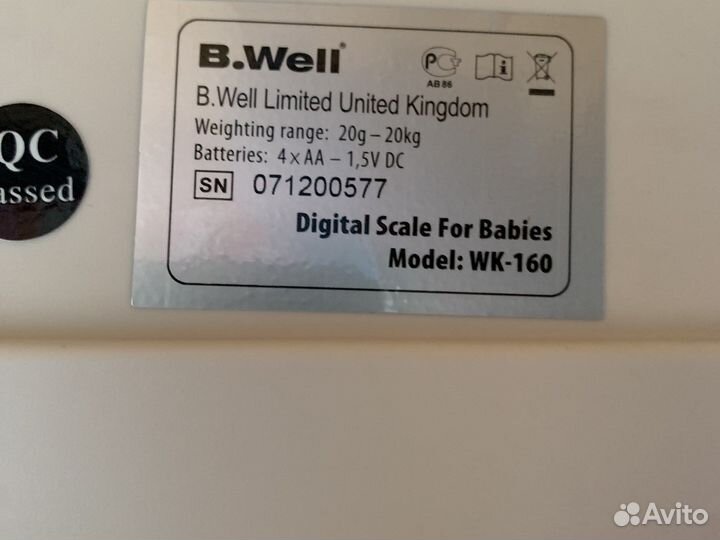 B.Well®
PC
AB 86
B.Well Limited United Kingdom
Weighting range: 20g – 20kg
Batteries: 4 x AA – 1,5V DC
SN 071200577
Digital Scale For Babies
Model: WK-160
QC
assed
Avito